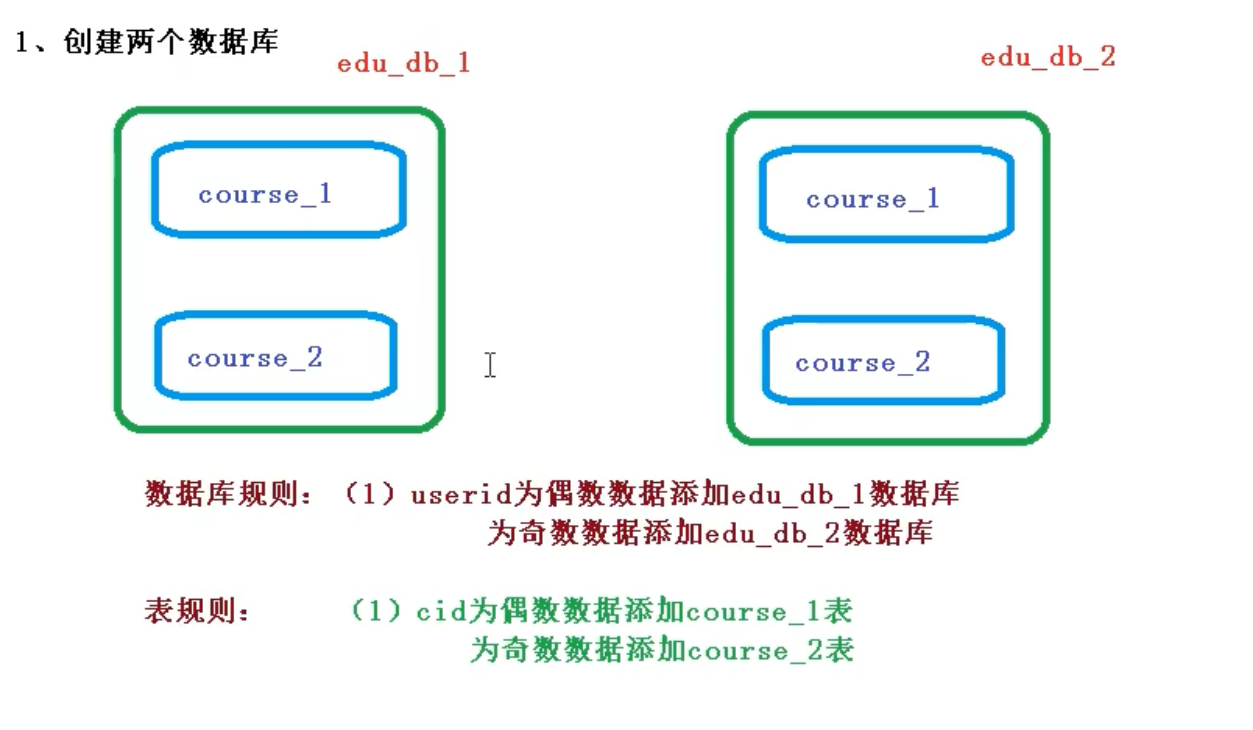 1、创建两个数据库
edu_db_1
edu_db_2
course_1
course_1
course_2
course_2
数据库规则：（1）userid为偶数数据添加edu_db_1数据库
为奇数数据添加edu_db_2数据库
表规则：（1）cid为偶数数据添加course_1表
为奇数数据添加course_2表